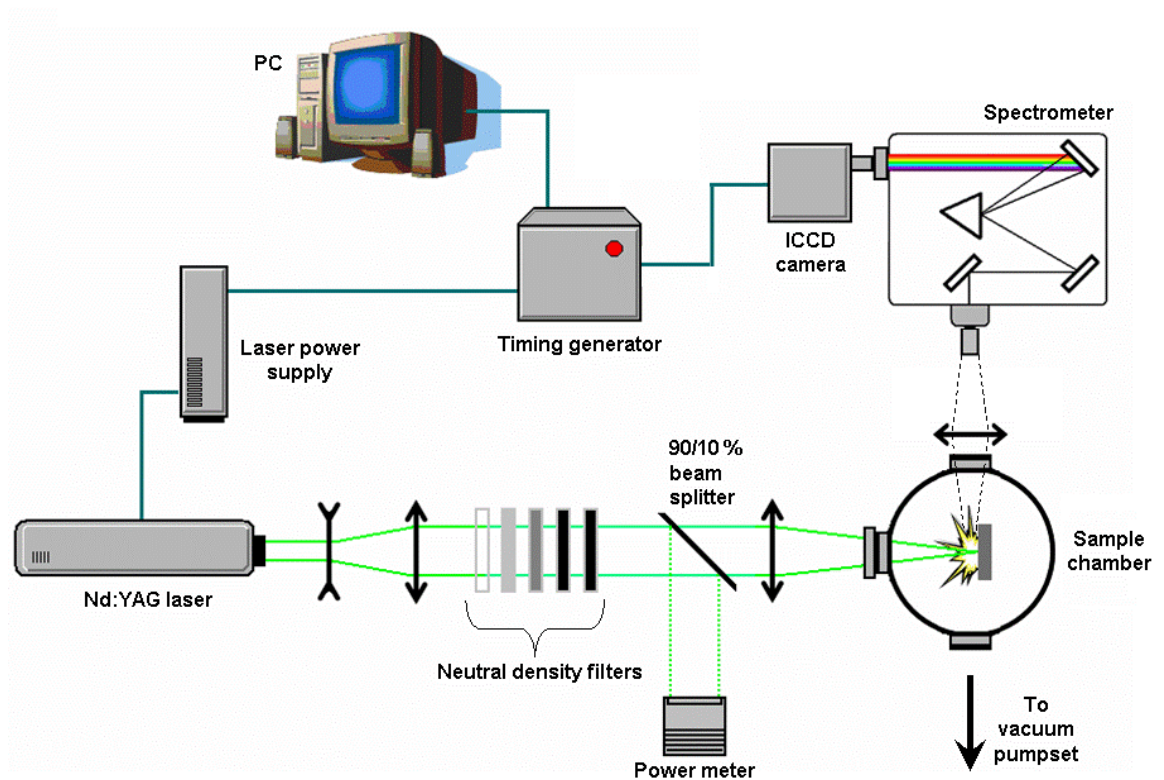 PC
Spectrometer
ICCD
camera
Timing generator
Laser power
supply
90/10 %
beam
splitter
Sample
chamber
Nd:YAG laser
Neutral density filters
To
vacuum
pumpset
Power meter